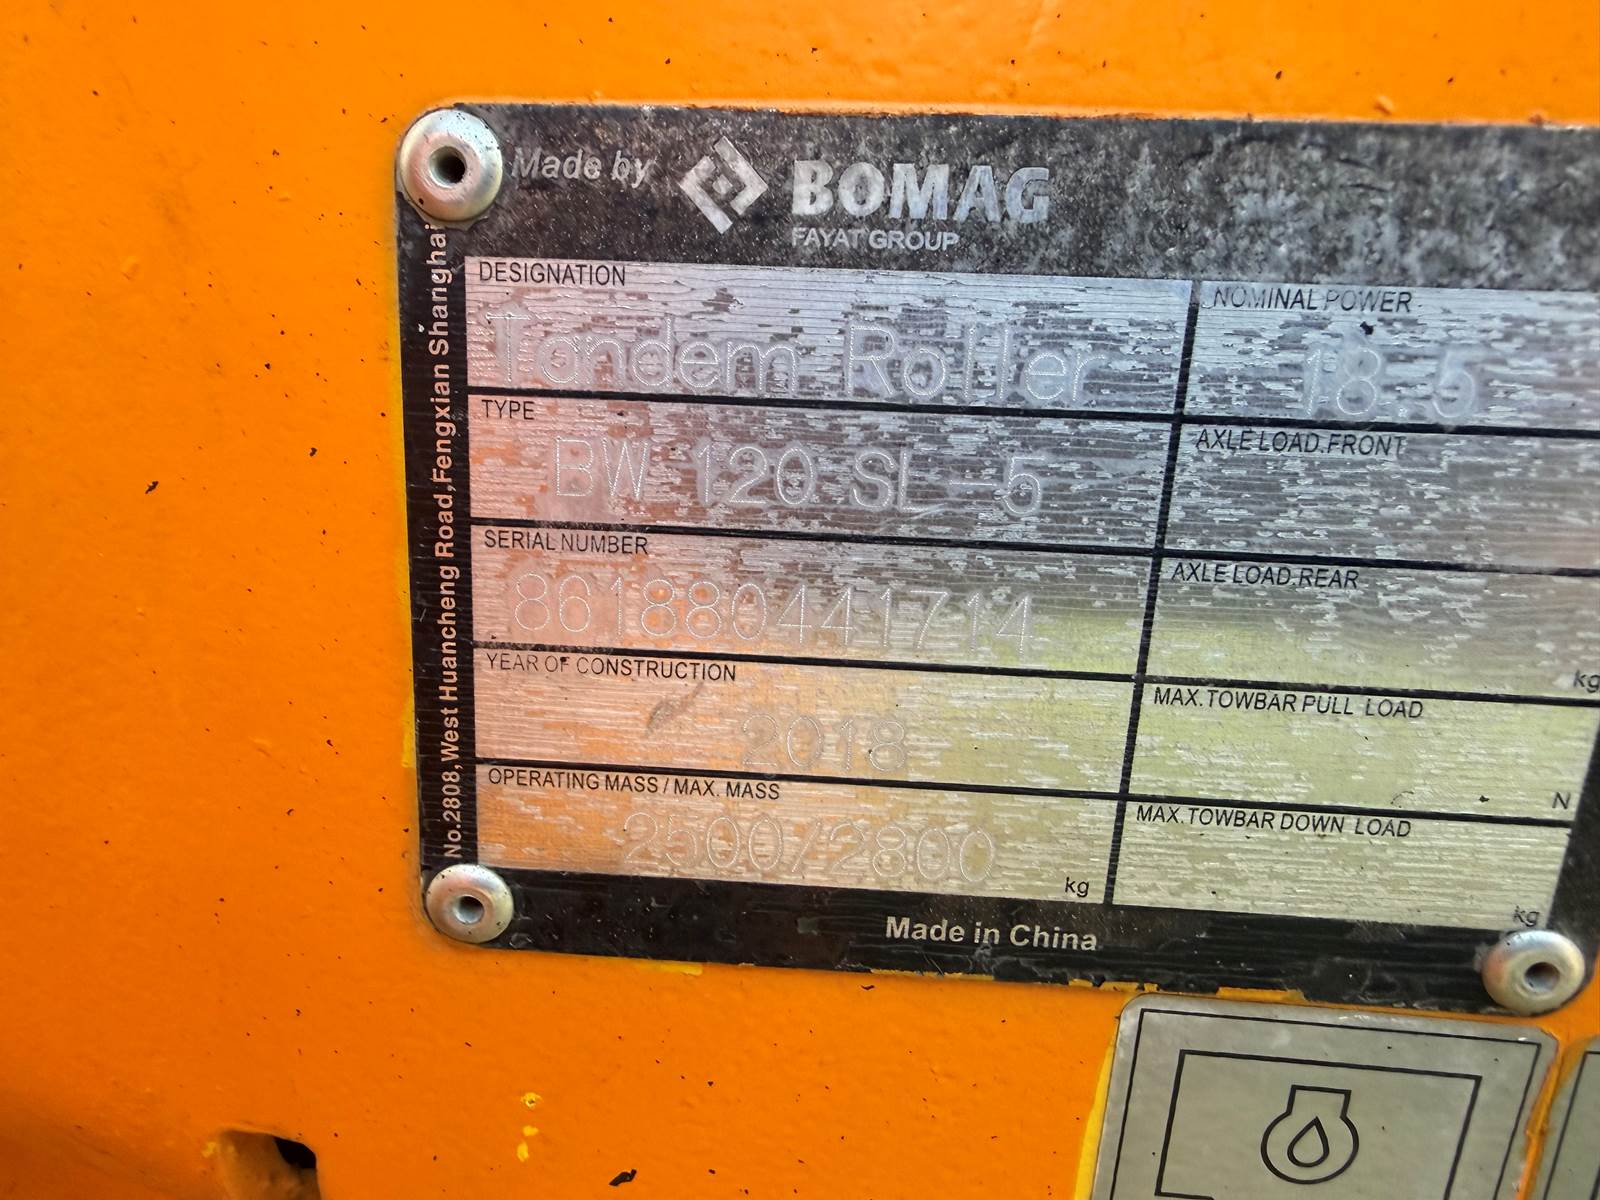 Made by BOMAG
FAYAT GROUP
No.2808,West Huancheng Road,Fengxian Shanghai
DESIGNATION
Tandem Roller
NOMINAL POWER
18.5
TYPE
BW 120 SL-5
AXLE LOAD.FRONT
SERIAL NUMBER
861880441714
AXLE LOAD.REAR
kg
YEAR OF CONSTRUCTION
2018
MAX.TOWBAR PULL LOAD
N
OPERATING MASS / MAX. MASS
2500/2800
kg
MAX.TOWBAR DOWN LOAD
kg
Made in China